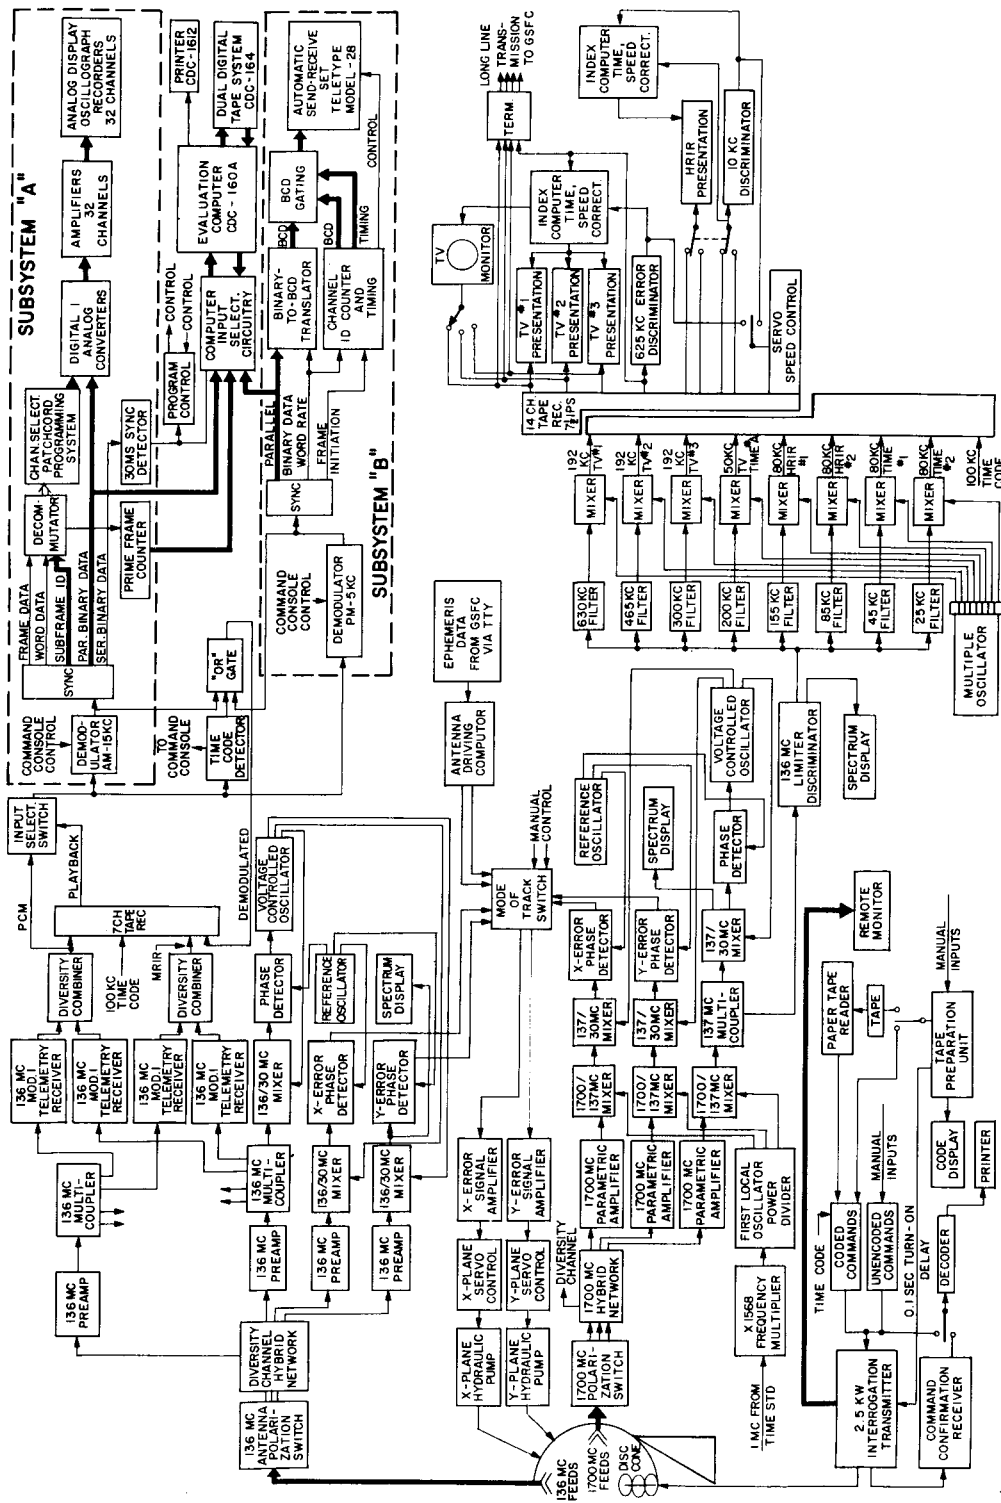 SUBSYSTEM "A"
COMMAND
CONSOLE
CONTROL
DEMOD-
ULATOR
AM-15KC
SYNC
FRAME DATA
WORD DATA
SUBFRAME ID
PAR. BINARY DATA
SER. BINARY DATA
DECOM-
MUTATOR
CHAN.SELECT.
PATCHCORD
PROGRAMMING
SYSTEM
DIGITAL
ANALOG
CONVERTERS
AMPLIFIERS
32
CHANNELS
ANALOG DISPLAY
OSCILLOGRAPH
RECORDERS
32 CHANNELS
PRIME FRAME
COUNTER
30MS SYNC
DETECTOR
PROGRAM
CONTROL
CONTROL
CONTROL
PRINTER
CDC-1612
DUAL DIGITAL
TAPE SYSTEM
CDC-164
EVALUATION
COMPUTER
CDC-160A
COMPUTER
INPUT
SELECT.
CIRCUITRY
TO
COMMAND
CONSOLE
TIME
CODE
DETECTOR
"OR"
GATE
SUBSYSTEM "B"
COMMAND
CONSOLE
CONTROL
DEMODULATOR
PM-5KC
SYNC
PARALLEL
BINARY DATA
WORD RATE
FRAME
INITIATION
BINARY-
TO-BCD
TRANSLATOR
BCD
CHANNEL
ID COUNTER
AND
TIMING
BCD
TIMING
CONTROL
BCD
GATING
AUTOMATIC
SEND-RECEIVE
SET
TELETYPE
MODEL-28
INPUT
SELECT.
SWITCH
PCM
PLAYBACK
7CH
TAPE
REC
DEMODULATED
DIVERSITY
COMBINER
100KC
TIME
CODE
MRIR
DIVERSITY
COMBINER
136 MC
MOD.I
TELEMETRY
RECEIVER
136 MC
MOD.I
TELEMETRY
RECEIVER
136 MC
MOD.I
TELEMETRY
RECEIVER
136 MC
MOD.I
TELEMETRY
RECEIVER
136 MC
MULTI-
COUPLER
136 MC
PREAMP
136 MC
ANTENNA
POLARI-
ZATION
SWITCH
DIVERSITY
CHANNEL
HYBRID
NETWORK
136 MC
PREAMP
136 MC
PREAMP
136 MC
PREAMP
136 MC
MULTI-
COUPLER
136/30MC
MIXER
136/30MC
MIXER
136/30 MC
MIXER
X-ERROR
PHASE
DETECTOR
Y-ERROR
PHASE
DETECTOR
PHASE
DETECTOR
VOLTAGE
CONTROLLED
OSCILLATOR
REFERENCE
OSCILLATOR
SPECTRUM
DISPLAY
EPHEMERIS
DATA
FROM GSFC
VIA TTY
ANTENNA
DRIVING
COMPUTOR
MANUAL
CONTROL
MODE
OF
TRACK
SWITCH
X-ERROR
SIGNAL
AMPLIFIER
Y-ERROR
SIGNAL
AMPLIFIER
X-PLANE
SERVO
CONTROL
Y-PLANE
SERVO
CONTROL
X-PLANE
HYDRAULIC
PUMP
Y-PLANE
HYDRAULIC
PUMP
136 MC
FEEDS
1700MC
FEEDS
DISC
CONE
1700 MC
POLARI-
ZATION
SWITCH
DIVERSITY
CHANNEL
1700 MC
HYBRID
NETWORK
1700 MC
PARAMETRIC
AMPLIFIER
1700 MC
PARAMETRIC
AMPLIFIER
1700 MC
PARAMETRIC
AMPLIFIER
1700/
137MC
MIXER
1700/
137MC
MIXER
1700/
137MC
MIXER
137/
30MC
MIXER
137/
30MC
MIXER
137 MC
MULTI-
COUPLER
137/
30MC
MIXER
X-ERROR
PHASE
DETECTOR
Y-ERROR
PHASE
DETECTOR
REFERENCE
OSCILLATOR
SPECTRUM
DISPLAY
PHASE
DETECTOR
VOLTAGE
CONTROLLED
OSCILLATOR
136 MC
LIMITER
DISCRIMINATOR
SPECTRUM
DISPLAY
1 MC FROM
TIME STD
X1568
FREQUENCY
MULTIPLIER
FIRST LOCAL
OSCILLATOR
POWER
DIVIDER
2.5 KW
INTERROGATION
TRANSMITTER
COMMAND
CONFIRMATION
RECEIVER
TIME CODE
CODED
COMMANDS
UNENCODED
COMMANDS
MANUAL
INPUTS
0.1 SEC TURN-ON
DELAY
DECODER
PRINTER
CODE
DISPLAY
PAPER TAPE
READER
TAPE
TAPE
PREPARATION
UNIT
MANUAL
INPUTS
REMOTE
MONITOR
630KC
FILTER
465KC
FILTER
300KC
FILTER
200KC
FILTER
155KC
FILTER
85KC
FILTER
45KC
FILTER
25KC
FILTER
MULTIPLE
OSCILLATOR
MIXER
MIXER
MIXER
MIXER
MIXER
MIXER
MIXER
MIXER
192
KC
TV#1
192
KC
TV#2
192
KC
TV#3
50KC
TV
TIME
80KC
HRIR
#1
80KC
HRIR
#2
80KC
TIME
#1
80KC
TIME
#2
100KC
TIME
CODE
14 CH
TAPE
REC.
7½ IPS
TV #1
PRESENTATION
TV #2
PRESENTATION
TV #3
PRESENTATION
625KC ERROR
DISCRIMINATOR
SERVO
SPEED CONTROL
TV
MONITOR
INDEX
COMPUTER
TIME,
SPEED
CORRECT.
TERM.
LONG LINE
TRANS-
MISSION
TO GSFC
HRIR
PRESENTATION
10 KC
DISCRIMINATOR
INDEX
COMPUTER
TIME,
SPEED
CORRECT.